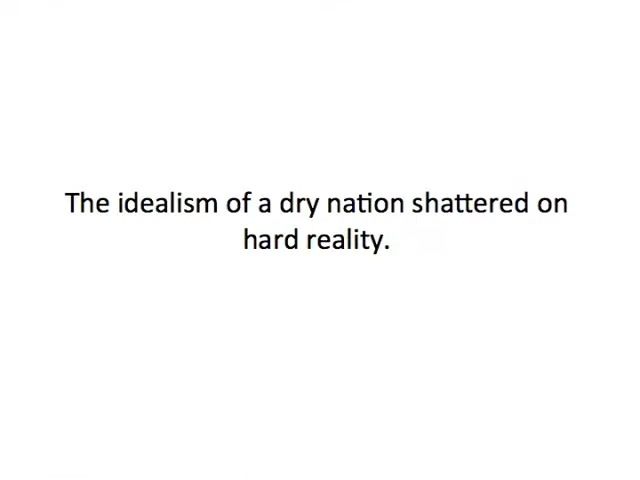 The idealism of a dry nation shattered on
hard reality.